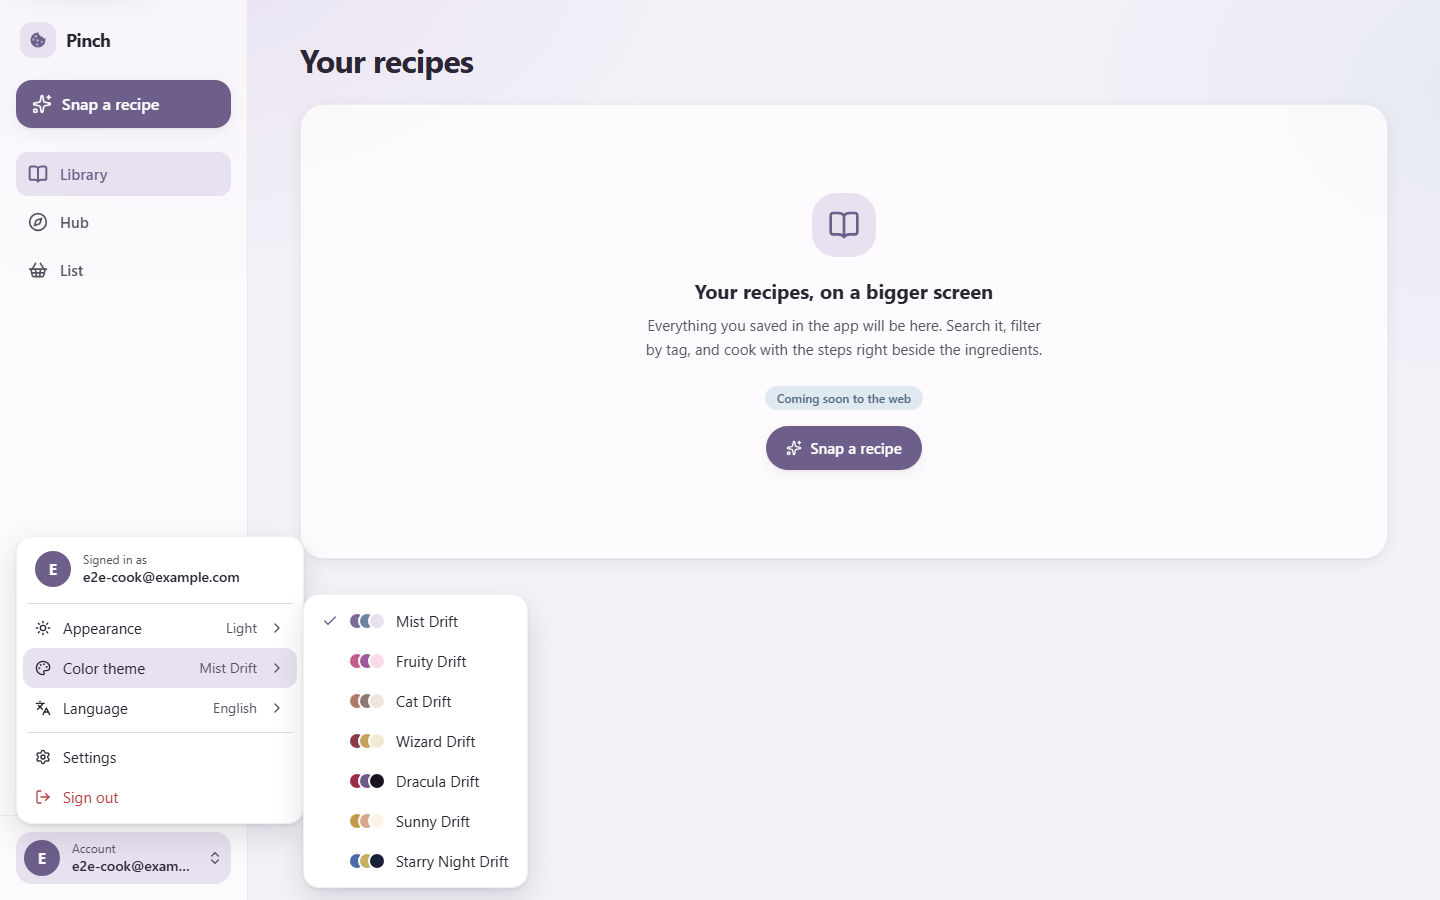 Pinch
Snap a recipe
Library
Hub
List
Your recipes
Your recipes, on a bigger screen
Everything you saved in the app will be here. Search it, filter
by tag, and cook with the steps right beside the ingredients.
Coming soon to the web
Snap a recipe
E
Signed in as
e2e-cook@example.com
Appearance Light
Color theme Mist Drift
Language English
Settings
Sign out
Mist Drift
Fruity Drift
Cat Drift
Wizard Drift
Dracula Drift
Sunny Drift
Starry Night Drift
E
Account
e2e-cook@exam...